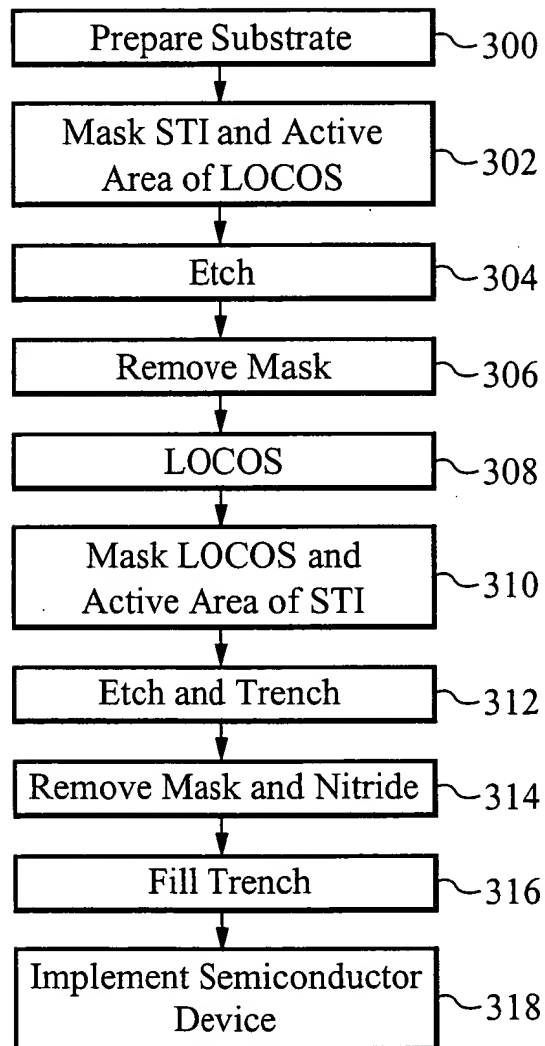 Prepare Substrate
300
Mask STI and Active
Area of LOCOS
302
Etch
304
Remove Mask
306
LOCOS
308
Mask LOCOS and
Active Area of STI
310
Etch and Trench
312
Remove Mask and Nitride
314
Fill Trench
316
Implement Semiconductor
Device
318